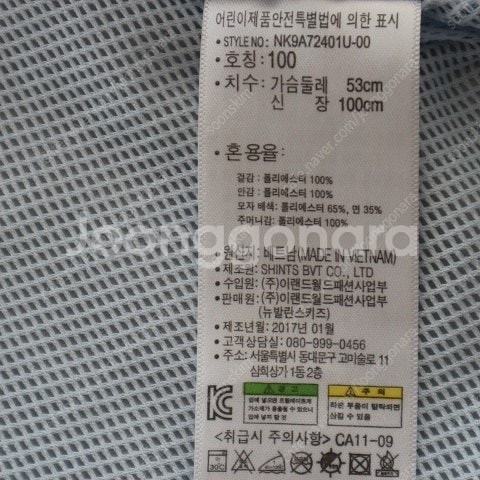 어린이제품안전특별법에 의한 표시
• STYLE NO: NK9A72401U-00
• 호칭: 100
• 치수: 가슴둘레 53cm
신 장 100cm
• 혼용율:
겉감 : 폴리에스터 100%
안감 : 폴리에스터 100%
모자 배색: 폴리에스터 65%, 면 35%
주머니감: 폴리에스터 100%
Joonggonara
• 원산지: 베트남(MADE IN VIETNAM)
• 제조원: SHINTS BVT CO., LTD
• 수입원: (주)이랜드월드패션사업부
• 판매원: (주)이랜드월드패션사업부
(뉴발란스키즈)
• 제조년월: 2017년 01월
• 고객상담실: 080-999-0456
• 주소: 서울특별시 동대문구 고미술로 11
삼희상가 1동 2층
경고
주의
<취급시 주의사항> CA11-09